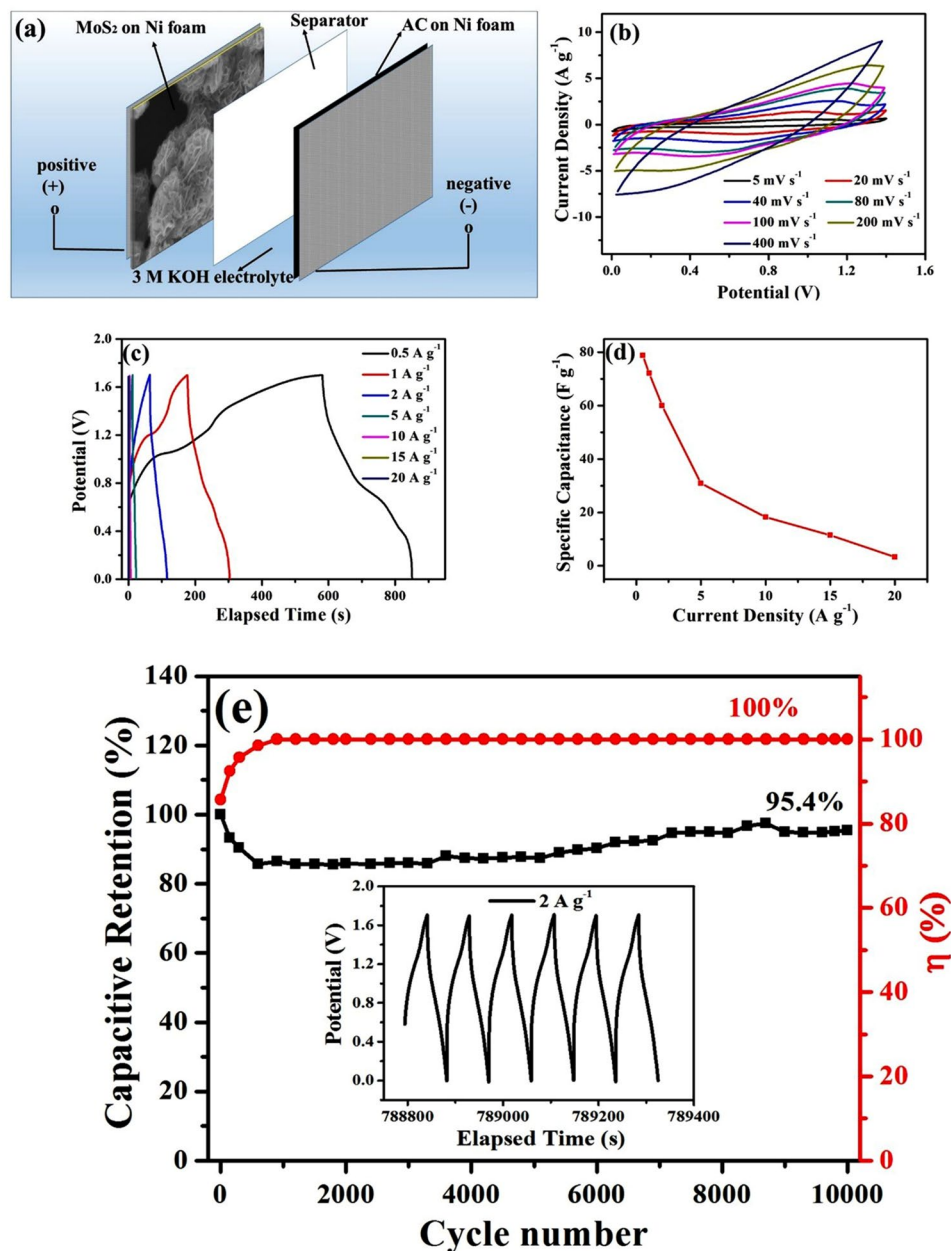 (a)
MoS₂ on Ni foam
Separator
AC on Ni foam
positive
(+)
o
negative
(-)
o
3 M KOH electrolyte
(b)
Current Density (A g⁻¹)
10
5
0
-5
-10
5 mV s⁻¹ 20 mV s⁻¹
40 mV s⁻¹ 80 mV s⁻¹
100 mV s⁻¹ 200 mV s⁻¹
400 mV s⁻¹
0.0 0.4 0.8 1.2 1.6
Potential (V)
(c)
Potential (V)
2.0
1.6
1.2
0.8
0.4
0.0
0.5 A g⁻¹
1 A g⁻¹
2 A g⁻¹
5 A g⁻¹
10 A g⁻¹
15 A g⁻¹
20 A g⁻¹
0 200 400 600 800
Elapsed Time (s)
(d)
Specific Capacitance (F g⁻¹)
100
80
60
40
20
0
0 5 10 15 20
Current Density (A g⁻¹)
(e)
Capacitive Retention (%)
140
120
100
80
60
40
20
0
100%
95.4%
2 A g⁻¹
Potential (V)
2.0
1.6
1.2
0.8
0.4
0.0
788800 789000 789200 789400
Elapsed Time (s)
100
80
60
40
20
0
η (%)
0 2000 4000 6000 8000 10000
Cycle number